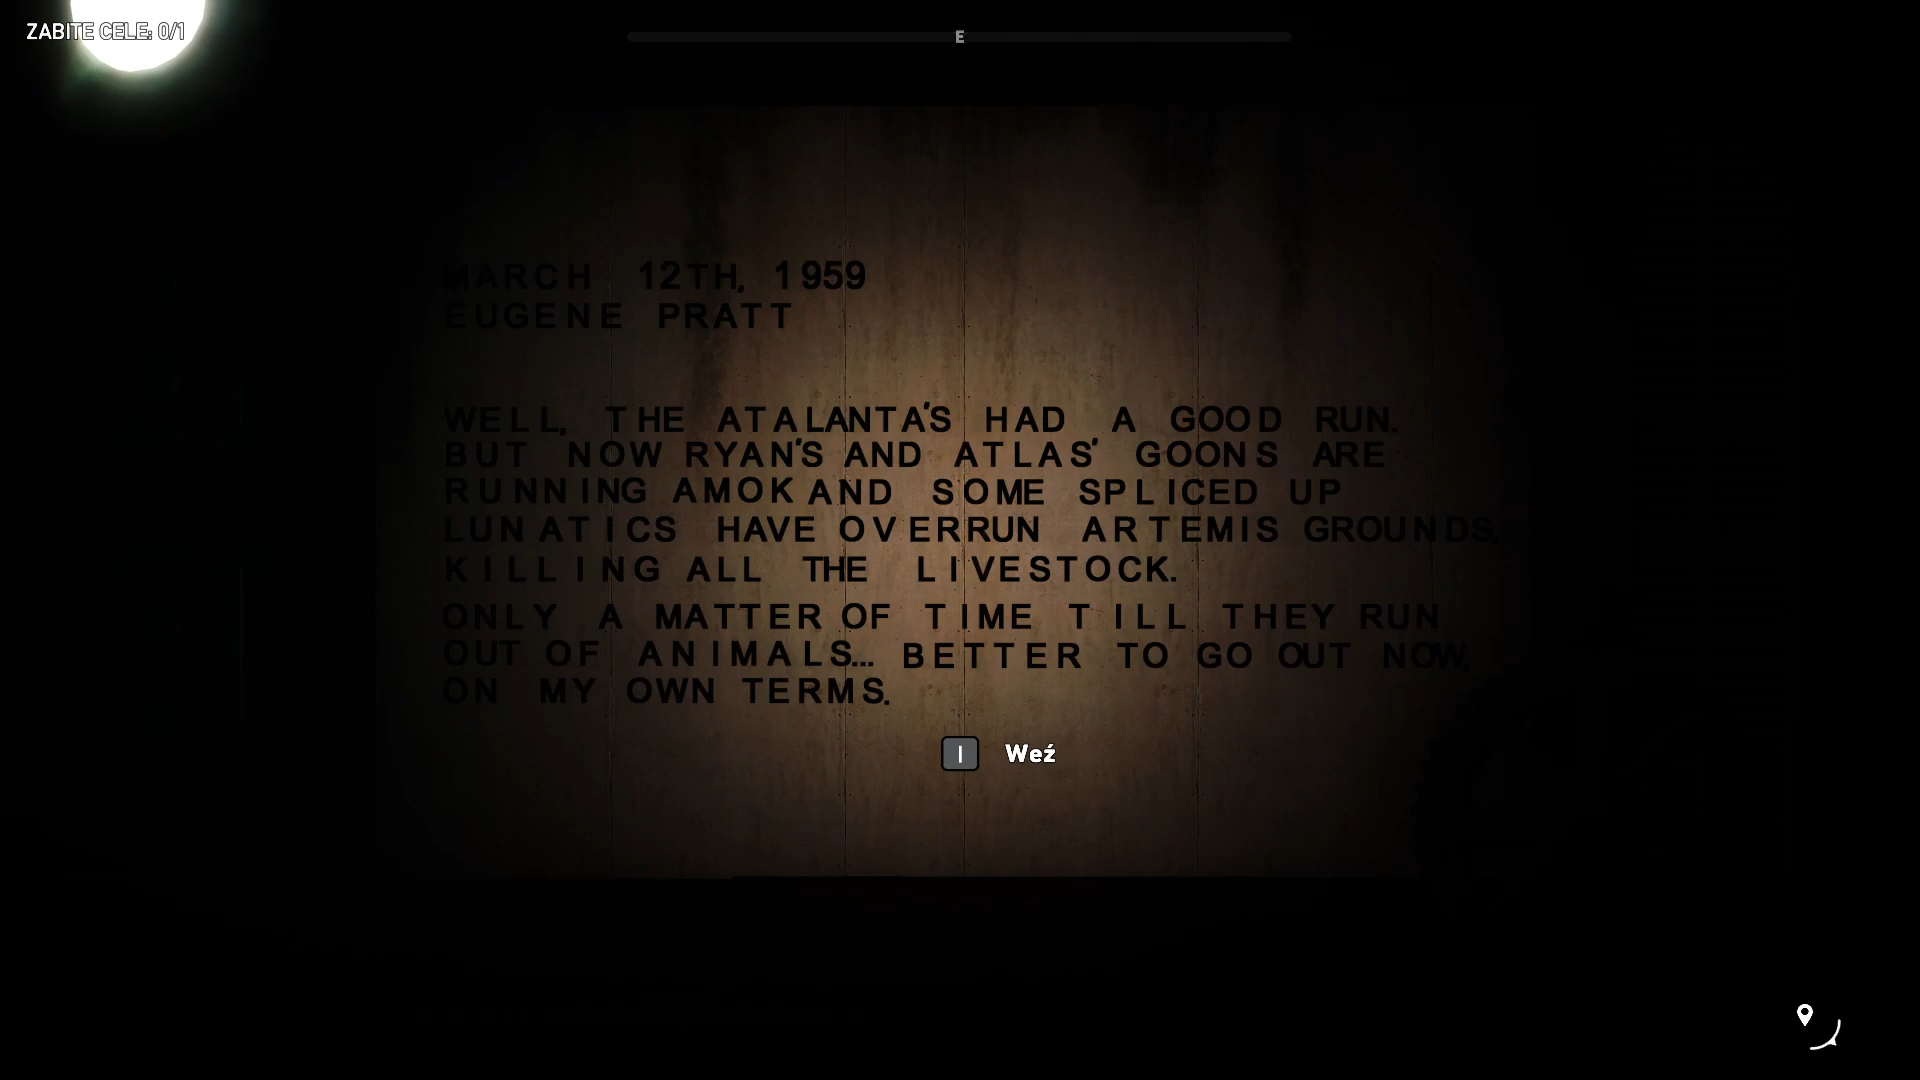 ZABITE CELE: 0/1
E
MARCH 12TH, 1959
EUGENE PRATT
WELL, THE ATALANTA'S HAD A GOOD RUN.
BUT NOW RYAN'S AND ATLAS' GOONS ARE
RUNNING AMOK AND SOME SPLICED UP
LUNATICS HAVE OVERRUN ARTEMIS GROUNDS.
KILLING ALL THE LIVESTOCK.
ONLY A MATTER OF TIME TILL THEY RUN
OUT OF ANIMALS... BETTER TO GO OUT NOW,
ON MY OWN TERMS.
I Weź